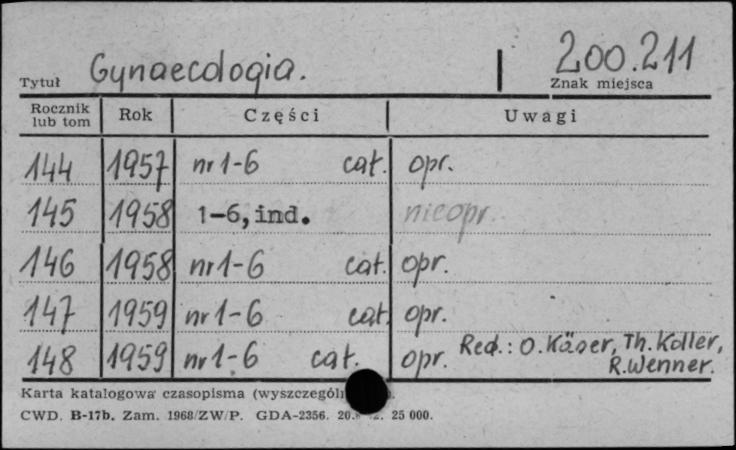 Tytuł Gynaecologia. 200.211
Znak miejsca
Rocznik lub tom Rok Części Uwagi
144 1957 nr 1-6 cał. opr.
145 1958 1-6, ind. nieopr.
146 1958 nr 1-6 cał. opr.
147 1959 nr 1-6 cał. opr.
148 1959 nr 1-6 cał. opr. Red.: O. Käser, Th. Koller,
R. Wenner.
Karta katalogowa czasopisma
CWD. B-17b. Zam. 1968/ZW/P. GDA-2356. 25 000.